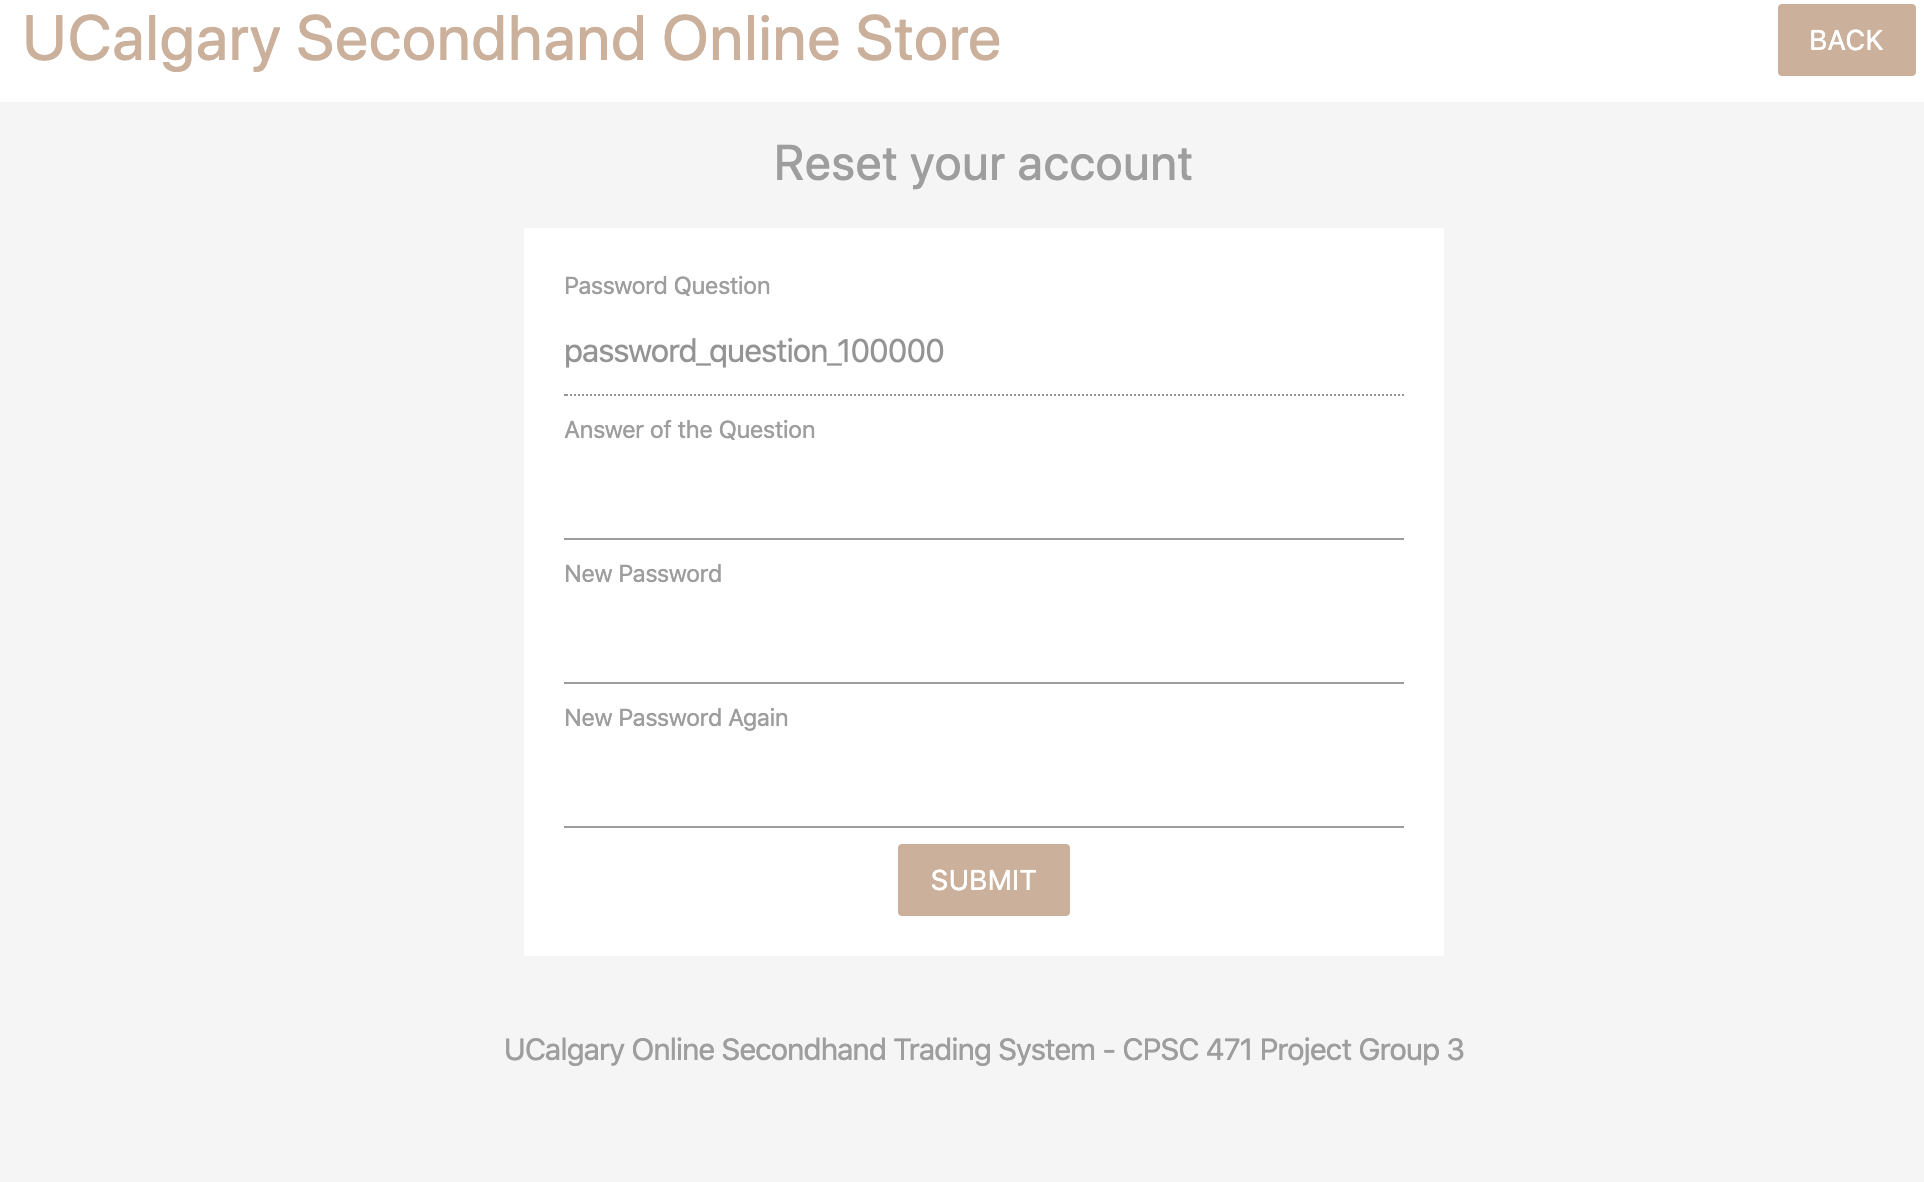 UCalgary Secondhand Online Store
BACK
Reset your account
Password Question
password_question_100000
Answer of the Question
New Password
New Password Again
SUBMIT
UCalgary Online Secondhand Trading System - CPSC 471 Project Group 3